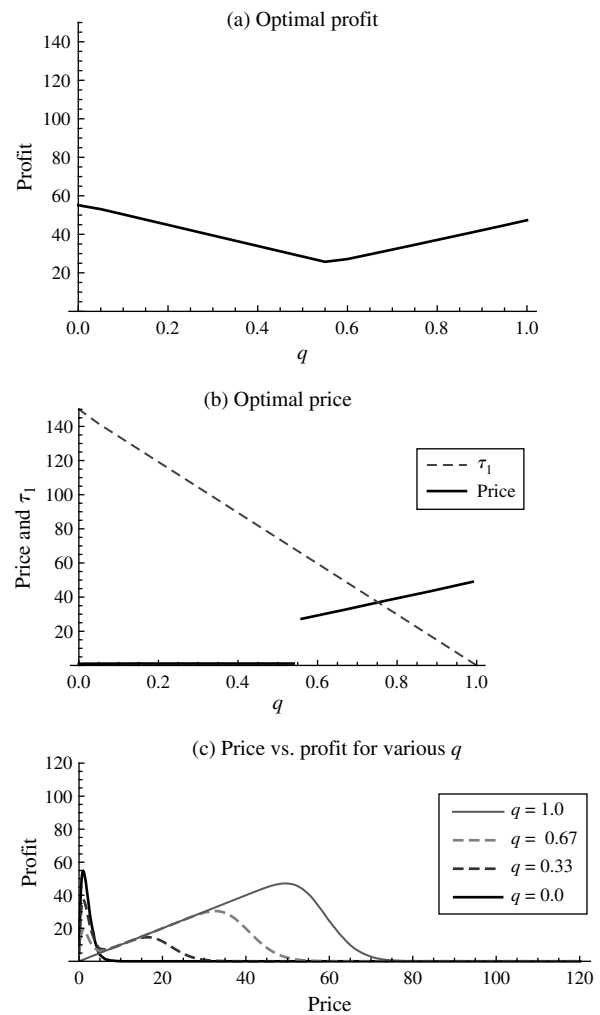 (a) Optimal profit
140
120
100
80
60
40
20
Profit
0.0 0.2 0.4 0.6 0.8 1.0
q
(b) Optimal price
140
120
100
80
60
40
20
Price and τ1
τ1
Price
0.0 0.2 0.4 0.6 0.8 1.0
q
(c) Price vs. profit for various q
120
100
80
60
40
20
Profit
q = 1.0
q = 0.67
q = 0.33
q = 0.0
0 20 40 60 80 100 120
Price